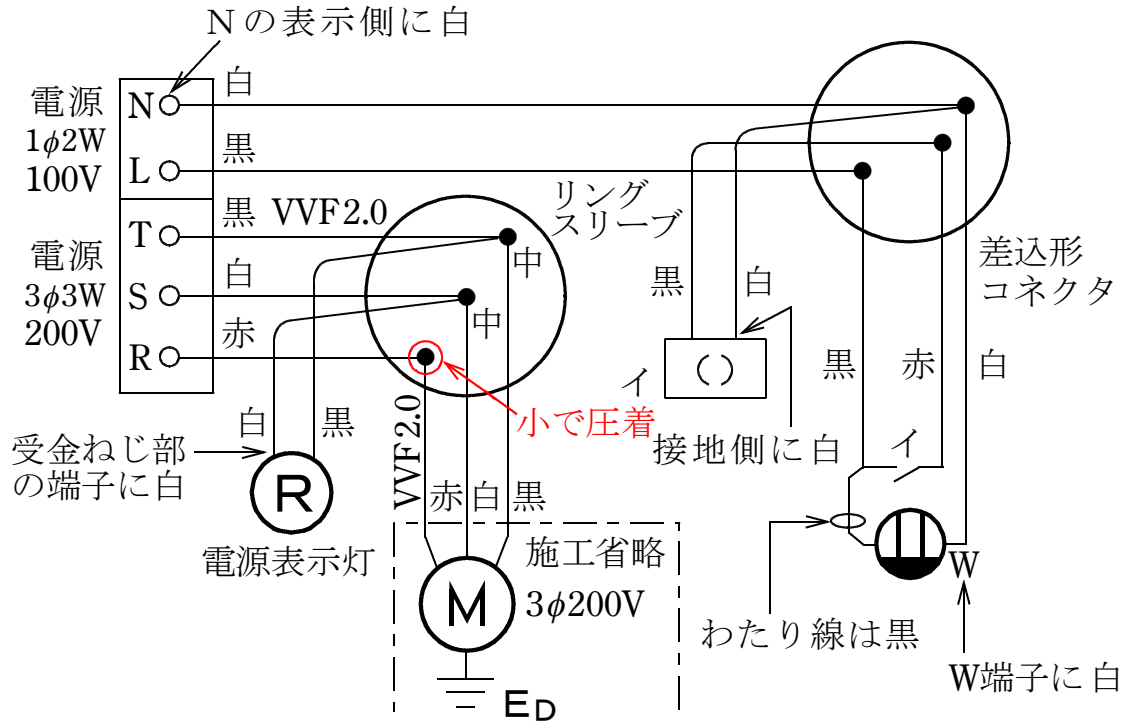 Nの表示側に白
電源
1φ2W
100V
N
白
L
黒
電源
3φ3W
200V
T
黒 VVF2.0
S
白
R
赤
リング
スリーブ
中
中
小で圧着
差込形
コネクタ
黒
白
イ
接地側に白
黒
赤
白
イ
W
わたり線は黒
W端子に白
受金ねじ部
の端子に白
白
黒
R
電源表示灯
VVF2.0
赤
白
黒
施工省略
M
3φ200V
ED